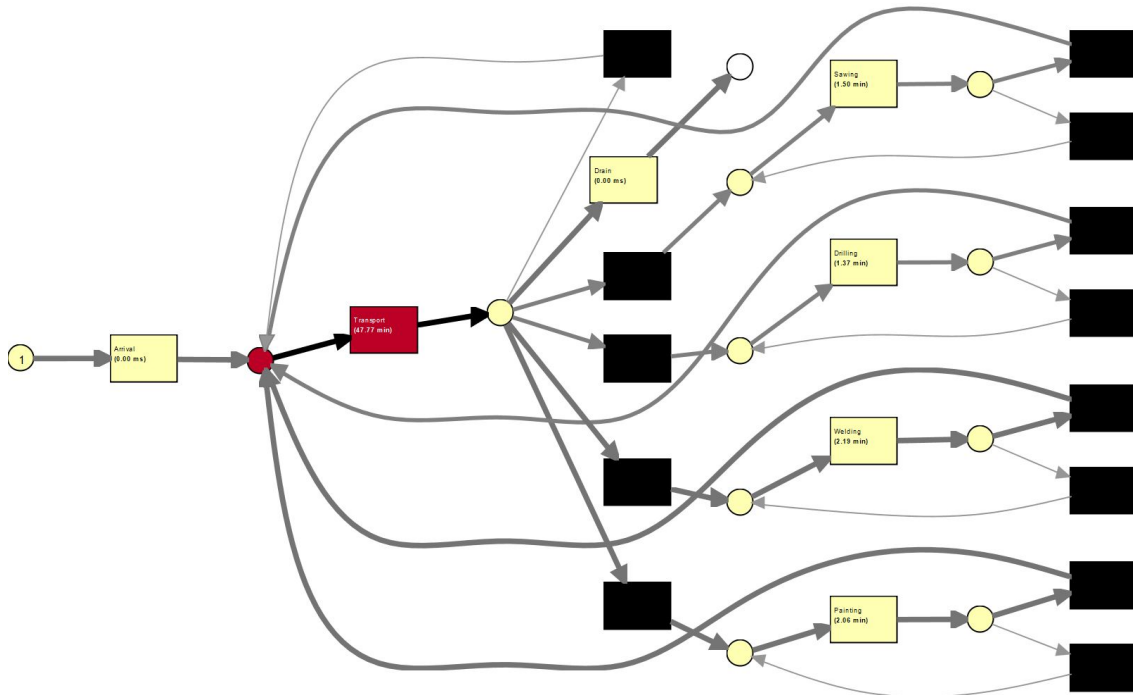 Sawing
(1.50 min)
Drain
(0.00 ms)
Drilling
(1.37 min)
Transport
(47.77 min)
1
Arrival
(0.00 ms)
Welding
(2.19 min)
Painting
(2.06 min)